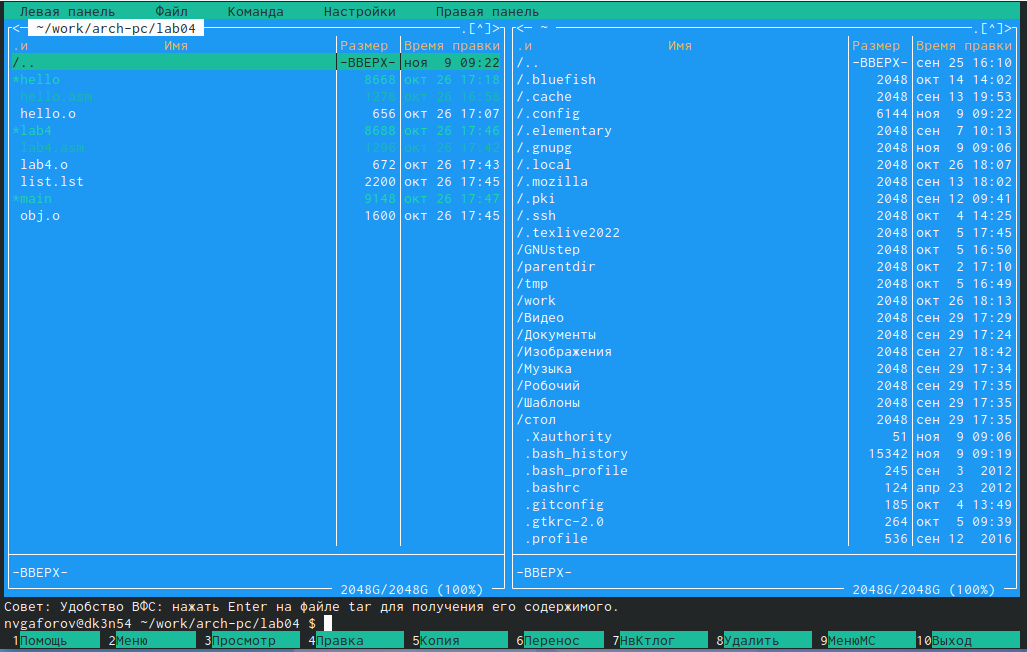 Левая панель Файл Команда Настройки Правая панель
<- ~/work/arch-pc/lab04 .[^]>
.и Имя Размер Время правки
/.. -ВВЕРХ- ноя 9 09:22
*hello 8668 окт 26 17:18
hello.asm 1278 окт 26 16:58
hello.o 656 окт 26 17:07
*lab4 8688 окт 26 17:46
lab4.asm 1298 окт 26 17:42
lab4.o 672 окт 26 17:43
list.lst 2200 окт 26 17:45
*main 9148 окт 26 17:47
obj.o 1600 окт 26 17:45
-ВВЕРХ-
2048G/2048G (100%)
<- ~ .[^]>
.и Имя Размер Время правки
/.. -ВВЕРХ- сен 25 16:10
/.bluefish 2048 окт 14 14:02
/.cache 2048 сен 13 19:53
/.config 6144 ноя 9 09:22
/.elementary 2048 сен 7 10:13
/.gnupg 2048 ноя 9 09:06
/.local 2048 окт 26 18:07
/.mozilla 2048 сен 13 18:02
/.pki 2048 сен 12 09:41
/.ssh 2048 окт 4 14:25
/.texlive2022 2048 окт 5 17:45
/GNUstep 2048 окт 5 16:50
/parentdir 2048 окт 2 17:10
/tmp 2048 окт 5 16:49
/work 2048 окт 26 18:13
/Видео 2048 сен 29 17:29
/Документы 2048 сен 29 17:24
/Изображения 2048 сен 27 18:42
/Музыка 2048 сен 29 17:34
/Робочий 2048 сен 29 17:35
/Шаблоны 2048 сен 29 17:35
/стол 2048 сен 29 17:35
.Xauthority 51 ноя 9 09:06
.bash_history 15342 ноя 9 09:19
.bash_profile 245 сен 3 2012
.bashrc 124 апр 23 2012
.gitconfig 185 окт 4 13:49
.gtkrc-2.0 264 окт 5 09:39
.profile 536 сен 12 2016
-ВВЕРХ-
2048G/2048G (100%)
Совет: Удобство ВФС: нажать Enter на файле tar для получения его содержимого.
nvgaforov@dk3n54 ~/work/arch-pc/lab04 $
1Помощь 2Меню 3Просмотр 4Правка 5Копия 6Перенос 7НвКтлог 8Удалить 9МенюМС 10Выход